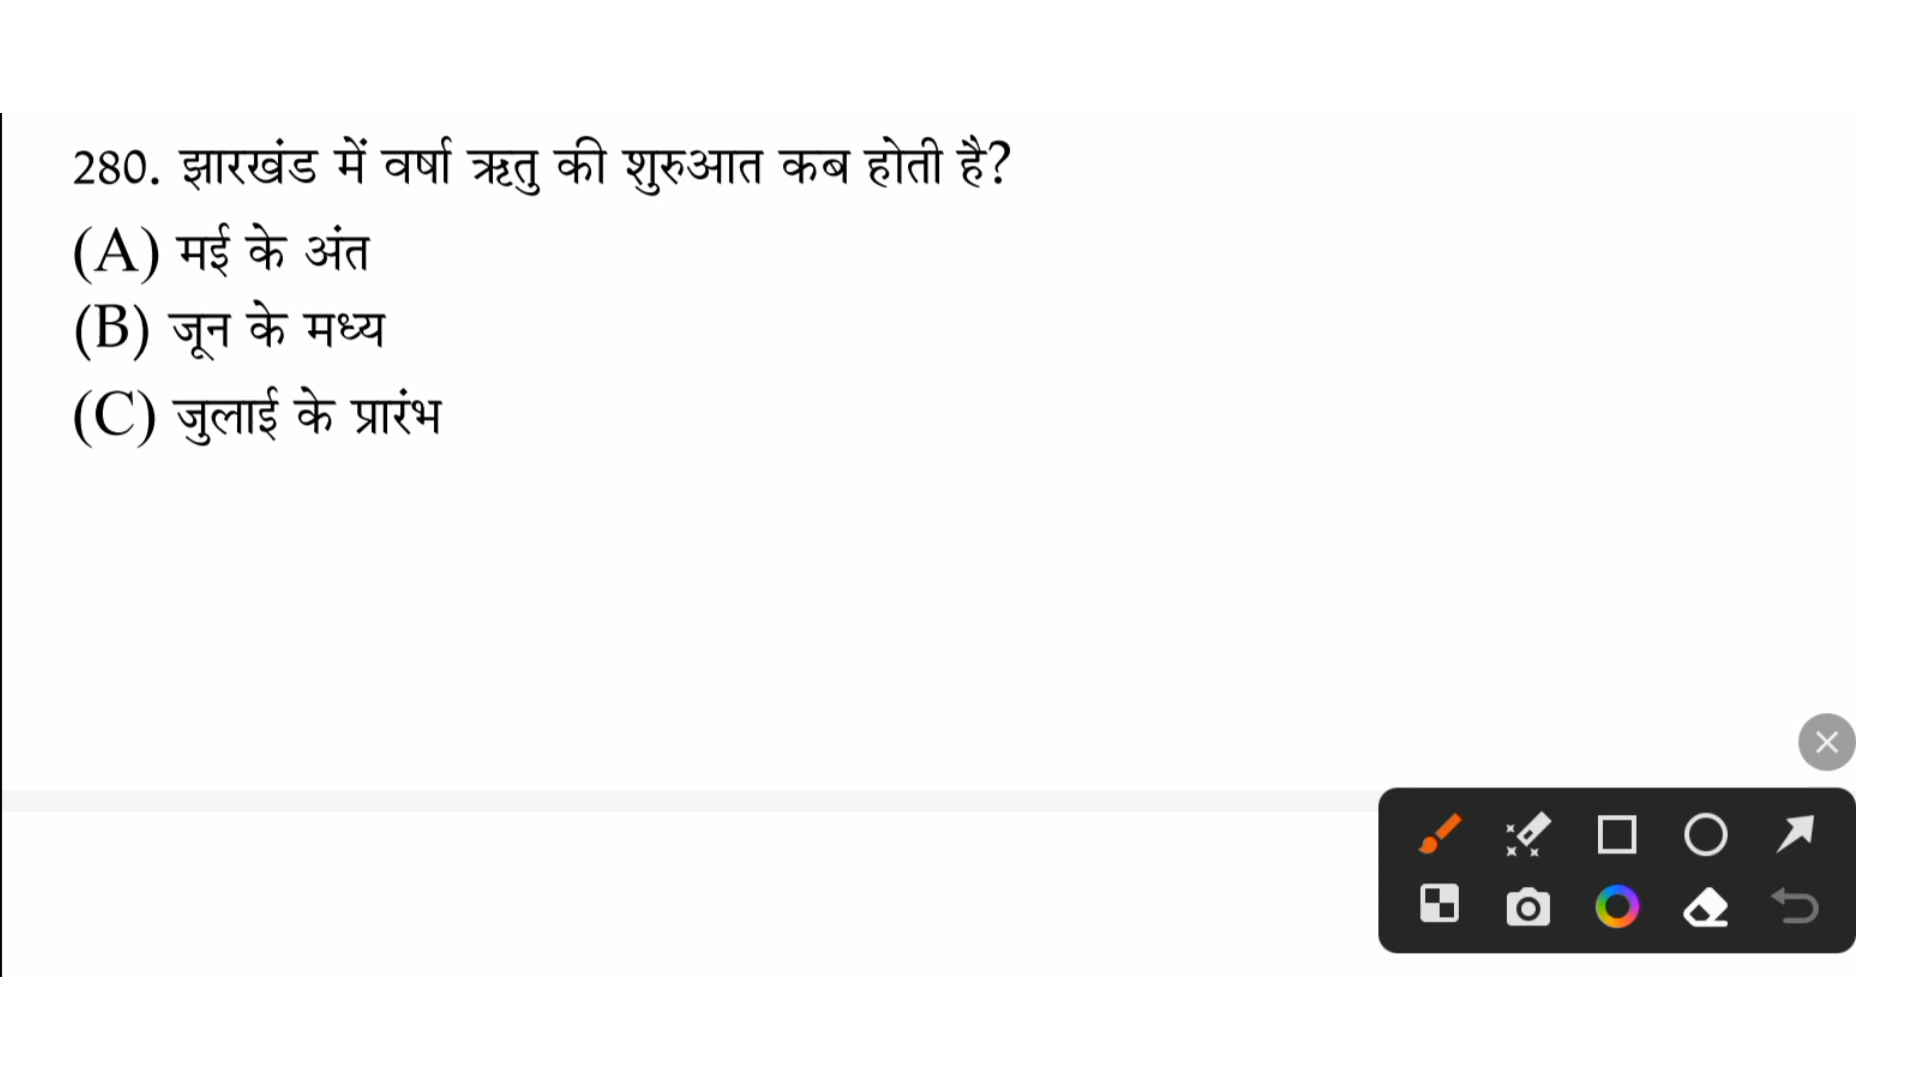 280. झारखंड में वर्षा ऋतु की शुरुआत कब होती है?
(A) मई के अंत
(B) जून के मध्य
(C) जुलाई के प्रारंभ